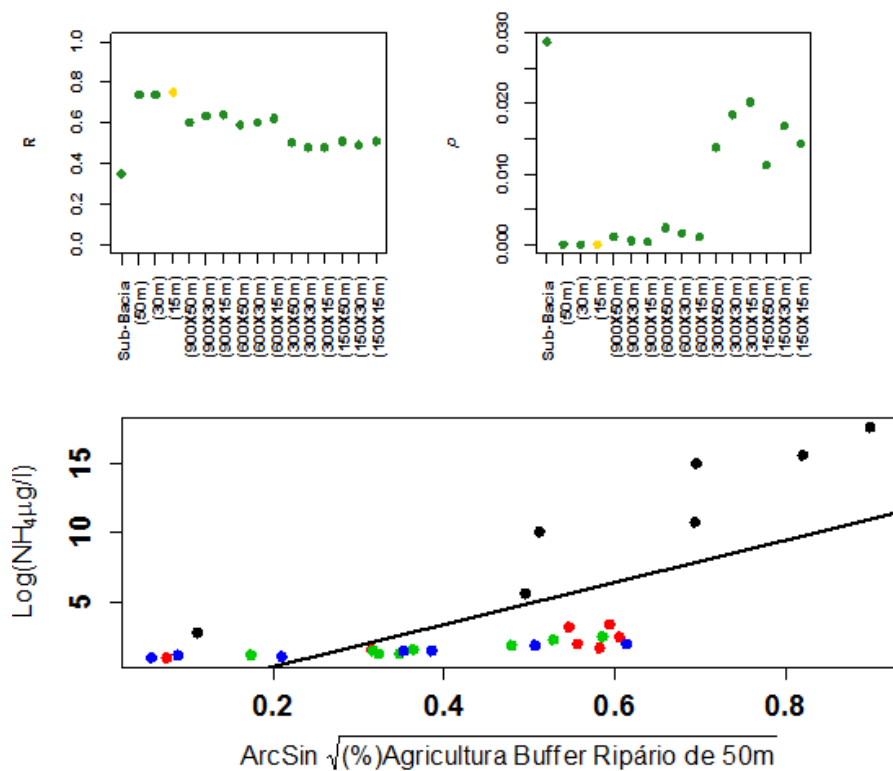 R
1.0
0.8
0.6
0.4
0.2
0.0
Sub-Bacia
(50m)
(30m)
(15m)
(900X50m)
(900X30m)
(900X15m)
(600X50m)
(600X30m)
(600X15m)
(300X50m)
(300X30m)
(300X15m)
(150X50m)
(150X30m)
(150X15m)
p
0.030
0.020
0.010
0.000
Sub-Bacia
(50m)
(30m)
(15m)
(900X50m)
(900X30m)
(900X15m)
(600X50m)
(600X30m)
(600X15m)
(300X50m)
(300X30m)
(300X15m)
(150X50m)
(150X30m)
(150X15m)
Log(NH₄µg/l)
15
10
5
0.2 0.4 0.6 0.8
ArcSin √(%)Agricultura Buffer Ripário de 50m